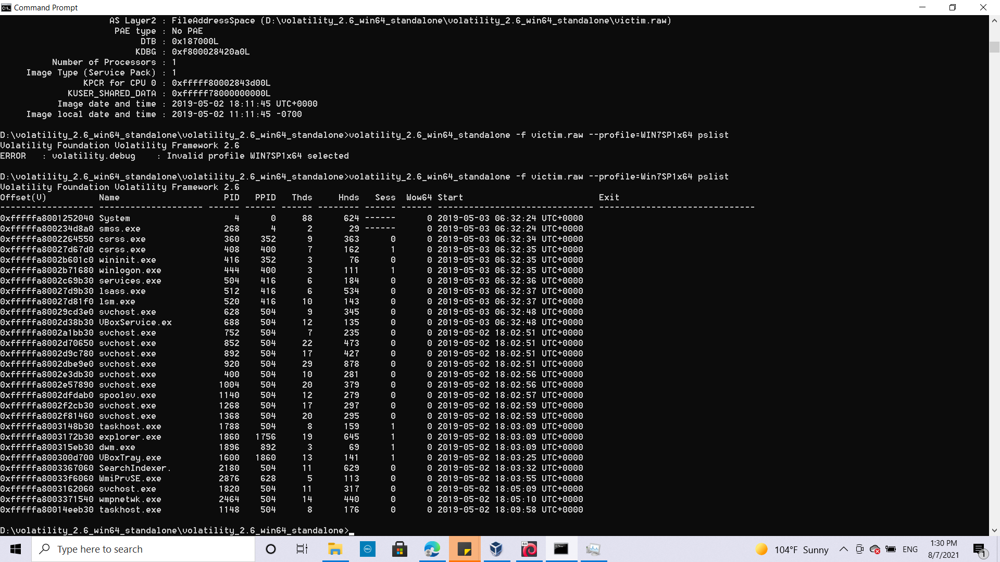 Command Prompt
AS Layer2 : FileAddressSpace (D:\volatility_2.6_win64_standalone\volatility_2.6_win64_standalone\victim.raw)
PAE type : No PAE
DTB : 0x187000L
KDBG : 0xf800028420a0L
Number of Processors : 1
Image Type (Service Pack) : 1
KPCR for CPU 0 : 0xfffff80002843d00L
KUSER_SHARED_DATA : 0xfffff78000000000L
Image date and time : 2019-05-02 18:11:45 UTC+0000
Image local date and time : 2019-05-02 11:11:45 -0700
D:\volatility_2.6_win64_standalone\volatility_2.6_win64_standalone>volatility_2.6_win64_standalone -f victim.raw --profile=WIN7SP1x64 pslist
Volatility Foundation Volatility Framework 2.6
ERROR   : volatility.debug    : Invalid profile WIN7SP1x64 selected
D:\volatility_2.6_win64_standalone\volatility_2.6_win64_standalone>volatility_2.6_win64_standalone -f victim.raw --profile=Win7SP1x64 pslist
Volatility Foundation Volatility Framework 2.6
Offset(V) Name PID PPID Thds Hnds Sess Wow64 Start Exit
------------------ -------------------- ------ ------ ------ -------- ------ ------ ------------------------------ ------------------------------
0xfffffa8001252040 System 4 0 88 624 ------ 0 2019-05-03 06:32:24 UTC+0000
0xfffffa800234d8a0 smss.exe 268 4 2 29 ------ 0 2019-05-03 06:32:24 UTC+0000
0xfffffa8002264550 csrss.exe 360 352 9 363 0 0 2019-05-03 06:32:34 UTC+0000
0xfffffa80027d67d0 csrss.exe 408 400 7 162 1 0 2019-05-03 06:32:35 UTC+0000
0xfffffa8002b601c0 wininit.exe 416 352 3 76 0 0 2019-05-03 06:32:35 UTC+0000
0xfffffa8002b71680 winlogon.exe 444 400 3 111 1 0 2019-05-03 06:32:35 UTC+0000
0xfffffa8002c69b30 services.exe 504 416 6 184 0 0 2019-05-03 06:32:36 UTC+0000
0xfffffa80027d9b30 lsass.exe 512 416 6 534 0 0 2019-05-03 06:32:37 UTC+0000
0xfffffa80027d81f0 lsm.exe 520 416 10 143 0 0 2019-05-03 06:32:37 UTC+0000
0xfffffa80029cd3e0 svchost.exe 628 504 9 345 0 0 2019-05-03 06:32:48 UTC+0000
0xfffffa8002d38b30 VBoxService.ex 688 504 12 135 0 0 2019-05-03 06:32:48 UTC+0000
0xfffffa8002a1bb30 svchost.exe 752 504 7 235 0 0 2019-05-02 18:02:51 UTC+0000
0xfffffa8002d70650 svchost.exe 852 504 22 473 0 0 2019-05-02 18:02:51 UTC+0000
0xfffffa8002d9c780 svchost.exe 892 504 17 427 0 0 2019-05-02 18:02:51 UTC+0000
0xfffffa8002dbe9e0 svchost.exe 920 504 29 878 0 0 2019-05-02 18:02:51 UTC+0000
0xfffffa8002e3db30 svchost.exe 400 504 10 281 0 0 2019-05-02 18:02:56 UTC+0000
0xfffffa8002e57890 svchost.exe 1004 504 20 379 0 0 2019-05-02 18:02:56 UTC+0000
0xfffffa8002dfdab0 spoolsv.exe 1140 504 12 279 0 0 2019-05-02 18:02:57 UTC+0000
0xfffffa8002f2cb30 svchost.exe 1268 504 17 297 0 0 2019-05-02 18:02:59 UTC+0000
0xfffffa8002f81460 svchost.exe 1368 504 20 295 0 0 2019-05-02 18:02:59 UTC+0000
0xfffffa8003148b30 taskhost.exe 1788 504 8 159 1 0 2019-05-02 18:03:09 UTC+0000
0xfffffa8003172b30 explorer.exe 1860 1756 19 645 1 0 2019-05-02 18:03:09 UTC+0000
0xfffffa800315eb30 dwm.exe 1896 892 3 69 1 0 2019-05-02 18:03:09 UTC+0000
0xfffffa800300d700 VBoxTray.exe 1600 1860 13 141 1 0 2019-05-02 18:03:25 UTC+0000
0xfffffa8003367060 SearchIndexer. 2180 504 11 629 0 0 2019-05-02 18:03:32 UTC+0000
0xfffffa80033f6060 WmiPrvSE.exe 2876 628 5 113 0 0 2019-05-02 18:03:55 UTC+0000
0xfffffa8003162060 svchost.exe 1820 504 11 317 0 0 2019-05-02 18:05:09 UTC+0000
0xfffffa8003371540 wmpnetwk.exe 2464 504 14 440 0 0 2019-05-02 18:05:10 UTC+0000
0xfffffa80014eeb30 taskhost.exe 1148 504 8 176 0 0 2019-05-02 18:09:58 UTC+0000
D:\volatility_2.6_win64_standalone\volatility_2.6_win64_standalone>
Type here to search
104°F Sunny
ENG
1:30 PM
8/7/2021
1